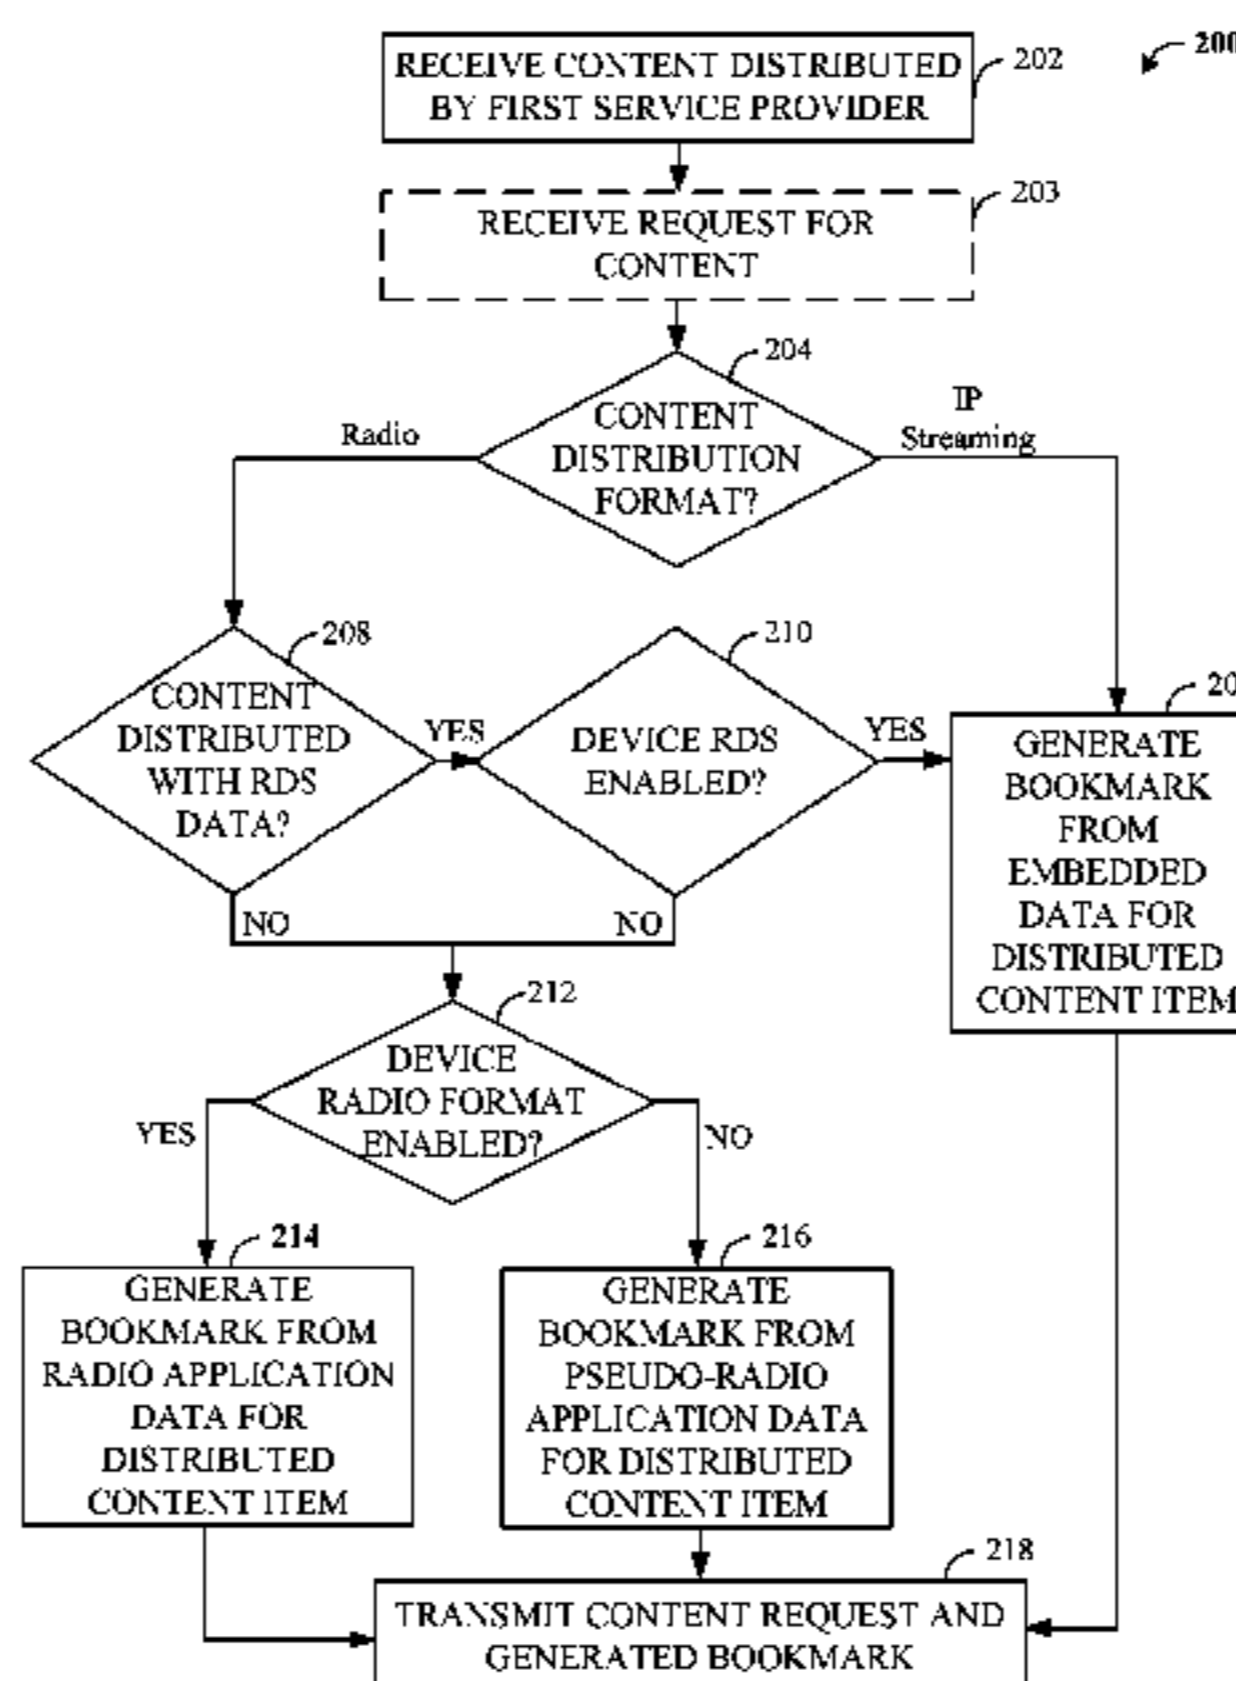 200
RECEIVE CONTENT DISTRIBUTED
BY FIRST SERVICE PROVIDER
202
203
RECEIVE REQUEST FOR
CONTENT
204
CONTENT
DISTRIBUTION
FORMAT?
Radio
IP
Streaming
208
CONTENT
DISTRIBUTED
WITH RDS
DATA?
YES
NO
210
DEVICE RDS
ENABLED?
YES
NO
20
GENERATE
BOOKMARK
FROM
EMBEDDED
DATA FOR
DISTRIBUTED
CONTENT ITEM
212
DEVICE
RADIO FORMAT
ENABLED?
YES
NO
214
GENERATE
BOOKMARK FROM
RADIO APPLICATION
DATA FOR
DISTRIBUTED
CONTENT ITEM
216
GENERATE
BOOKMARK FROM
PSEUDO-RADIO
APPLICATION DATA
FOR DISTRIBUTED
CONTENT ITEM
218
TRANSMIT CONTENT REQUEST AND
GENERATED BOOKMARK